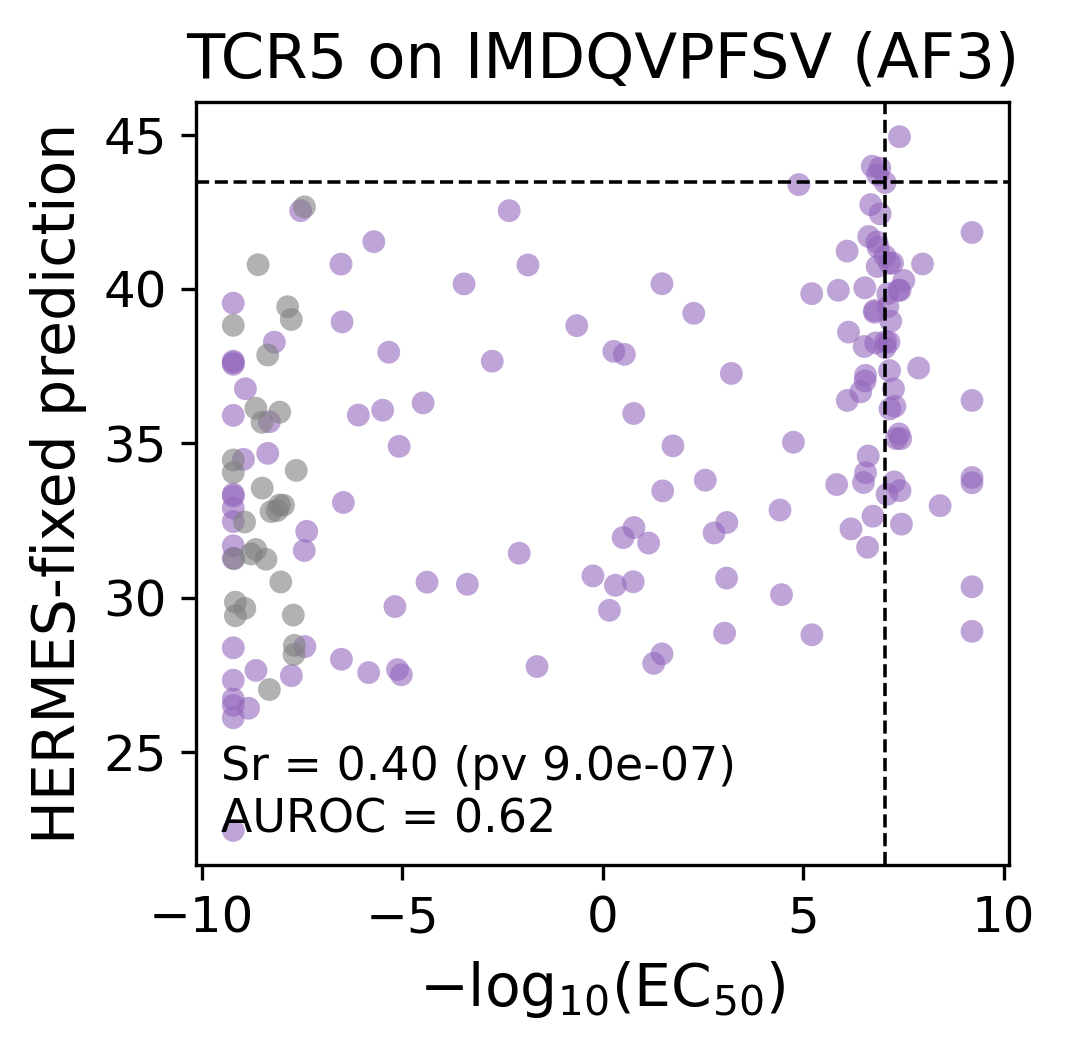 TCR5 on IMDQVPFSV (AF3)
HERMES-fixed prediction
45
40
35
30
25
Sr = 0.40 (pv 9.0e-07)
AUROC = 0.62
−10
−5
0
5
10
−log₁₀(EC₅₀)